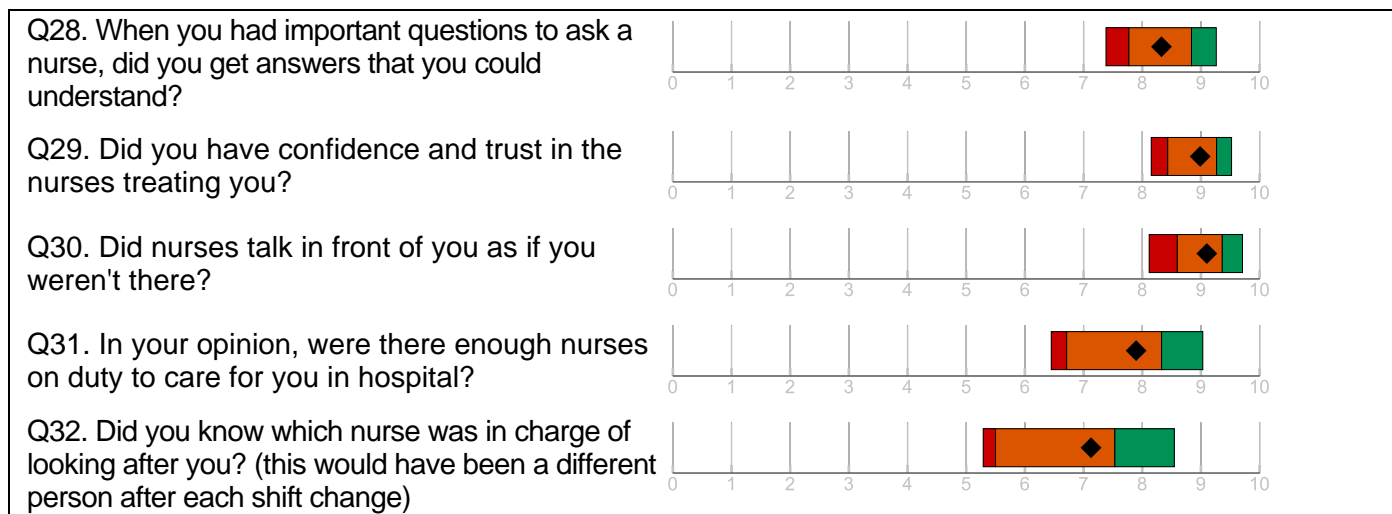 Q28. When you had important questions to ask a
nurse, did you get answers that you could
understand?
0 1 2 3 4 5 6 7 8 9 10
Q29. Did you have confidence and trust in the
nurses treating you?
0 1 2 3 4 5 6 7 8 9 10
Q30. Did nurses talk in front of you as if you
weren't there?
0 1 2 3 4 5 6 7 8 9 10
Q31. In your opinion, were there enough nurses
on duty to care for you in hospital?
0 1 2 3 4 5 6 7 8 9 10
Q32. Did you know which nurse was in charge of
looking after you? (this would have been a different
person after each shift change)
0 1 2 3 4 5 6 7 8 9 10